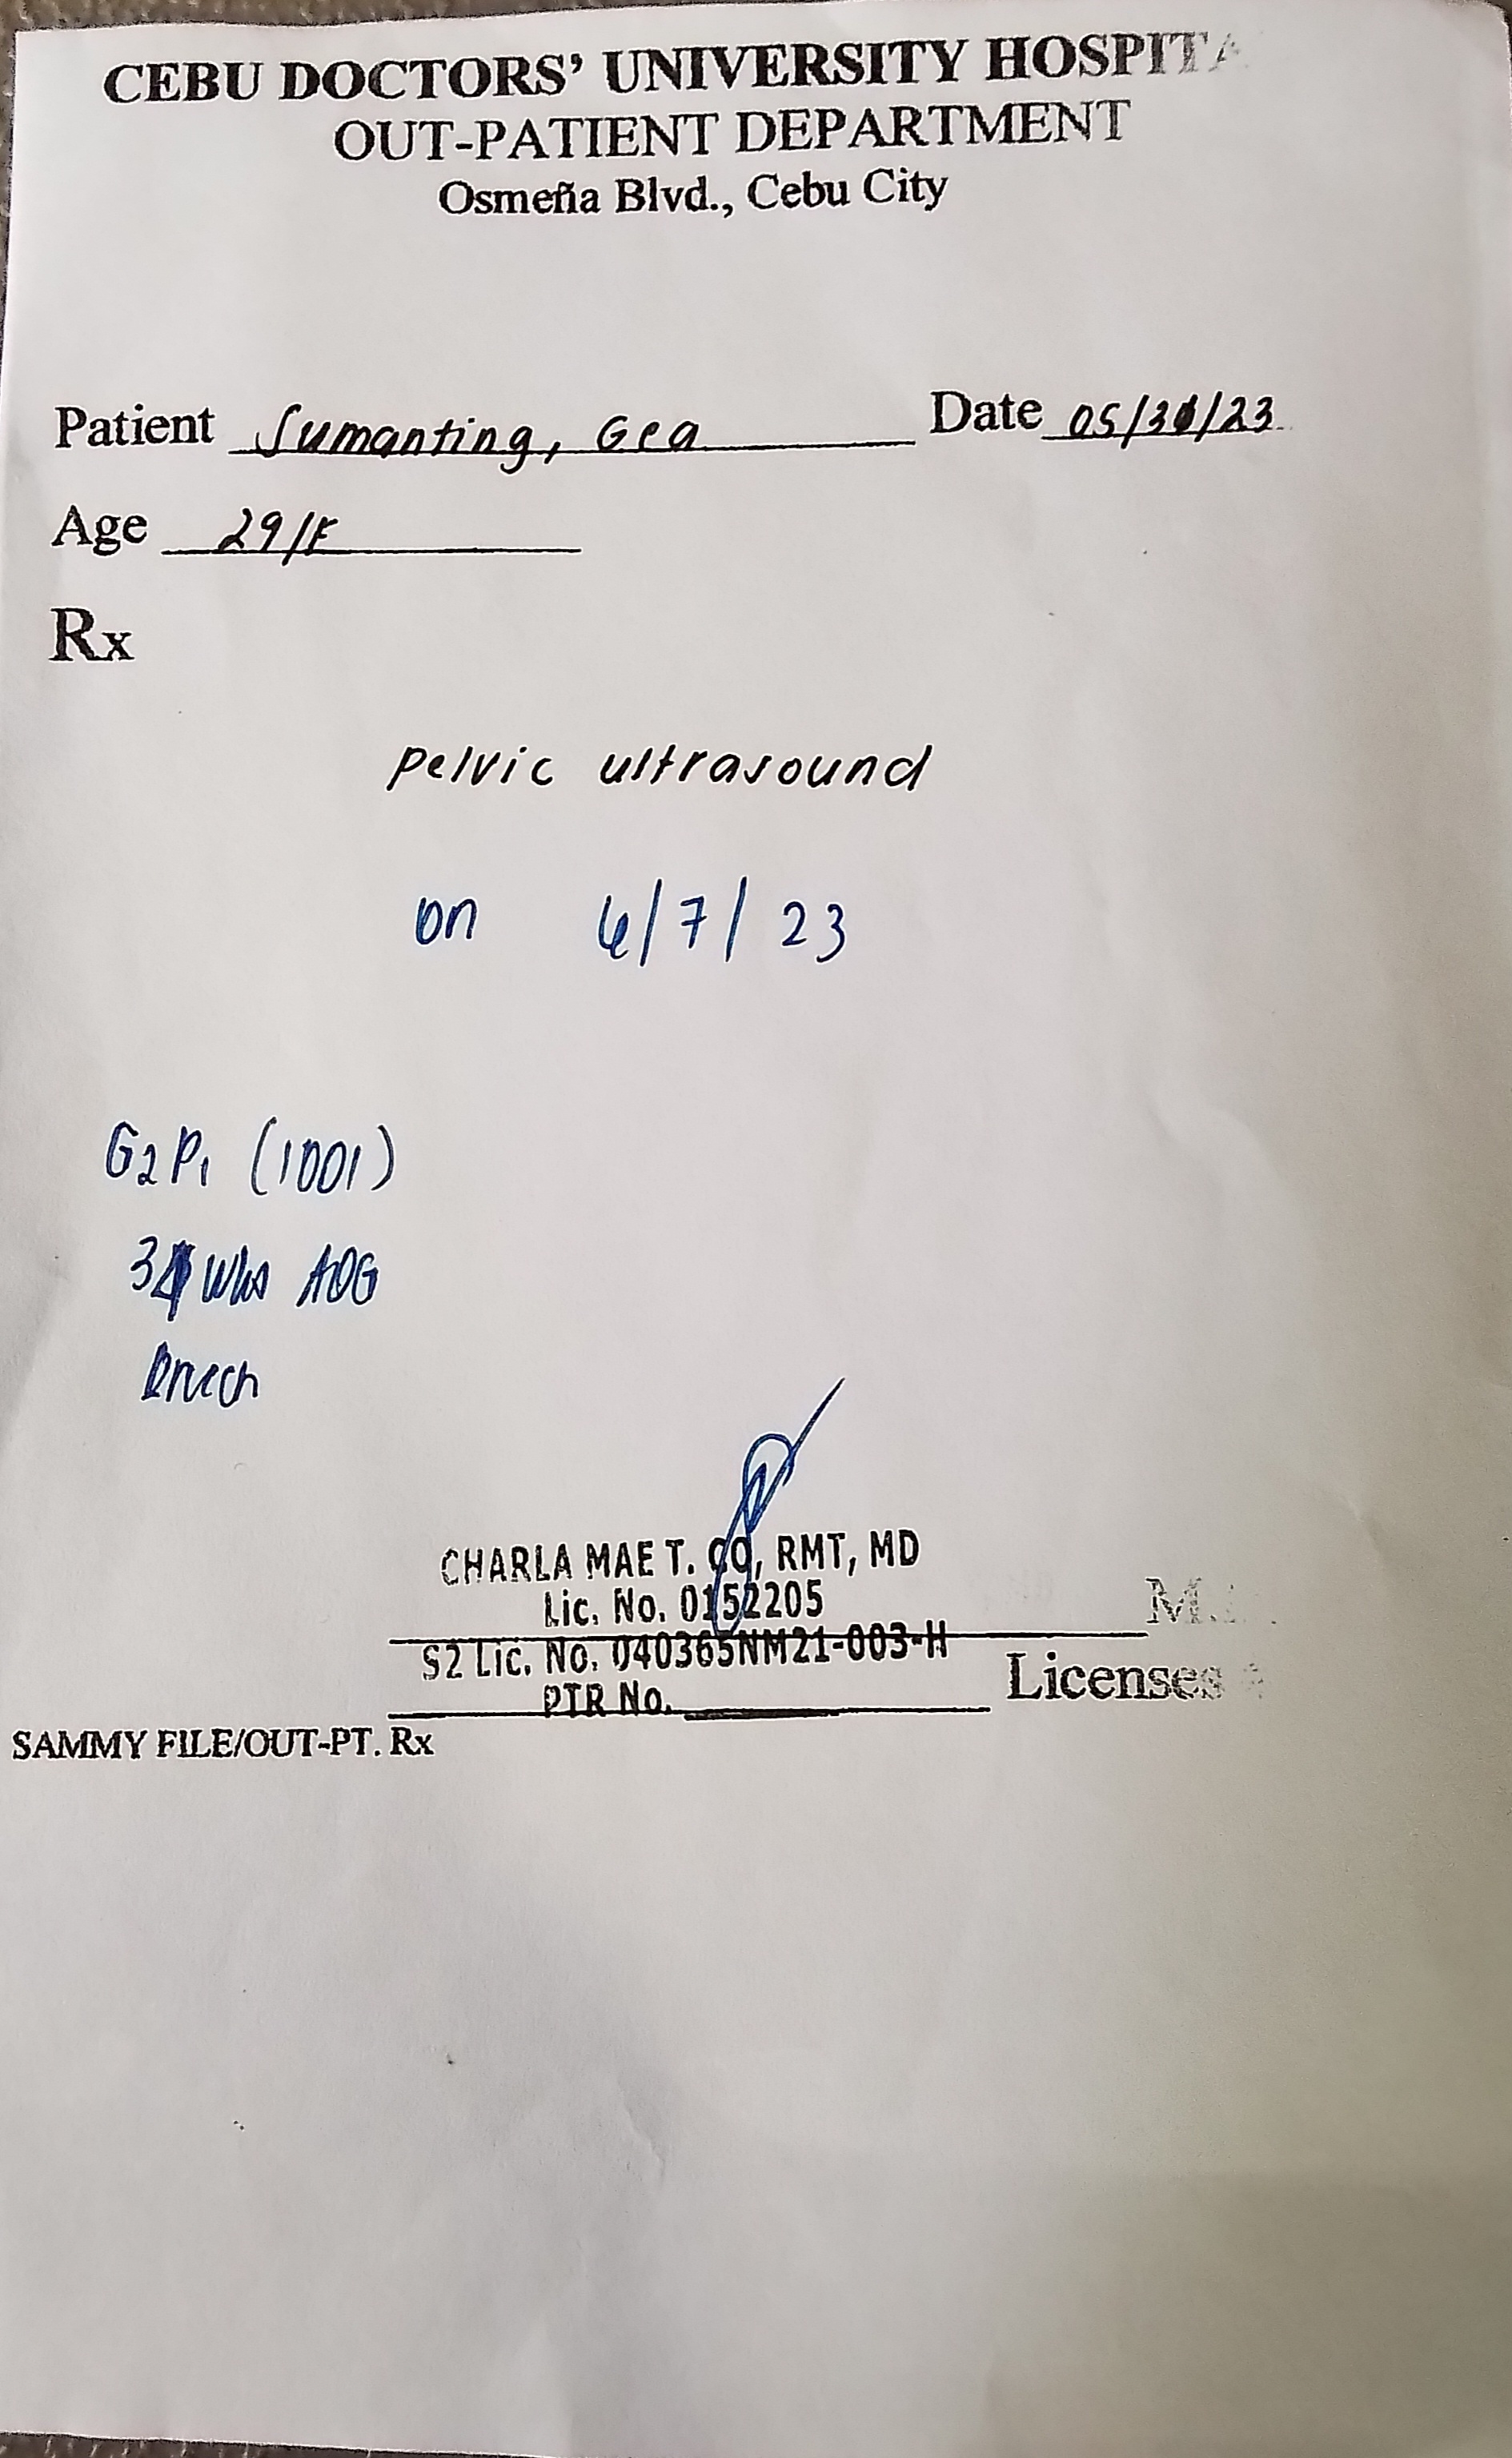 CEBU DOCTORS' UNIVERSITY HOSPITA
OUT-PATIENT DEPARTMENT
Osmeña Blvd., Cebu City
Patient Sumanting, Gea Date 05/31/23
Age 29/F
Rx
pelvic ultrasound
on 6/7/23
G2P1 (1001)
wks AOG
Breech
CHARLA MAE T. CO, RMT, MD
Lic. No. 0152205
M.
S2 Lic. No. 040365NM21-003-H
PTR No. Licenses
SAMMY FILE/OUT-PT. Rx